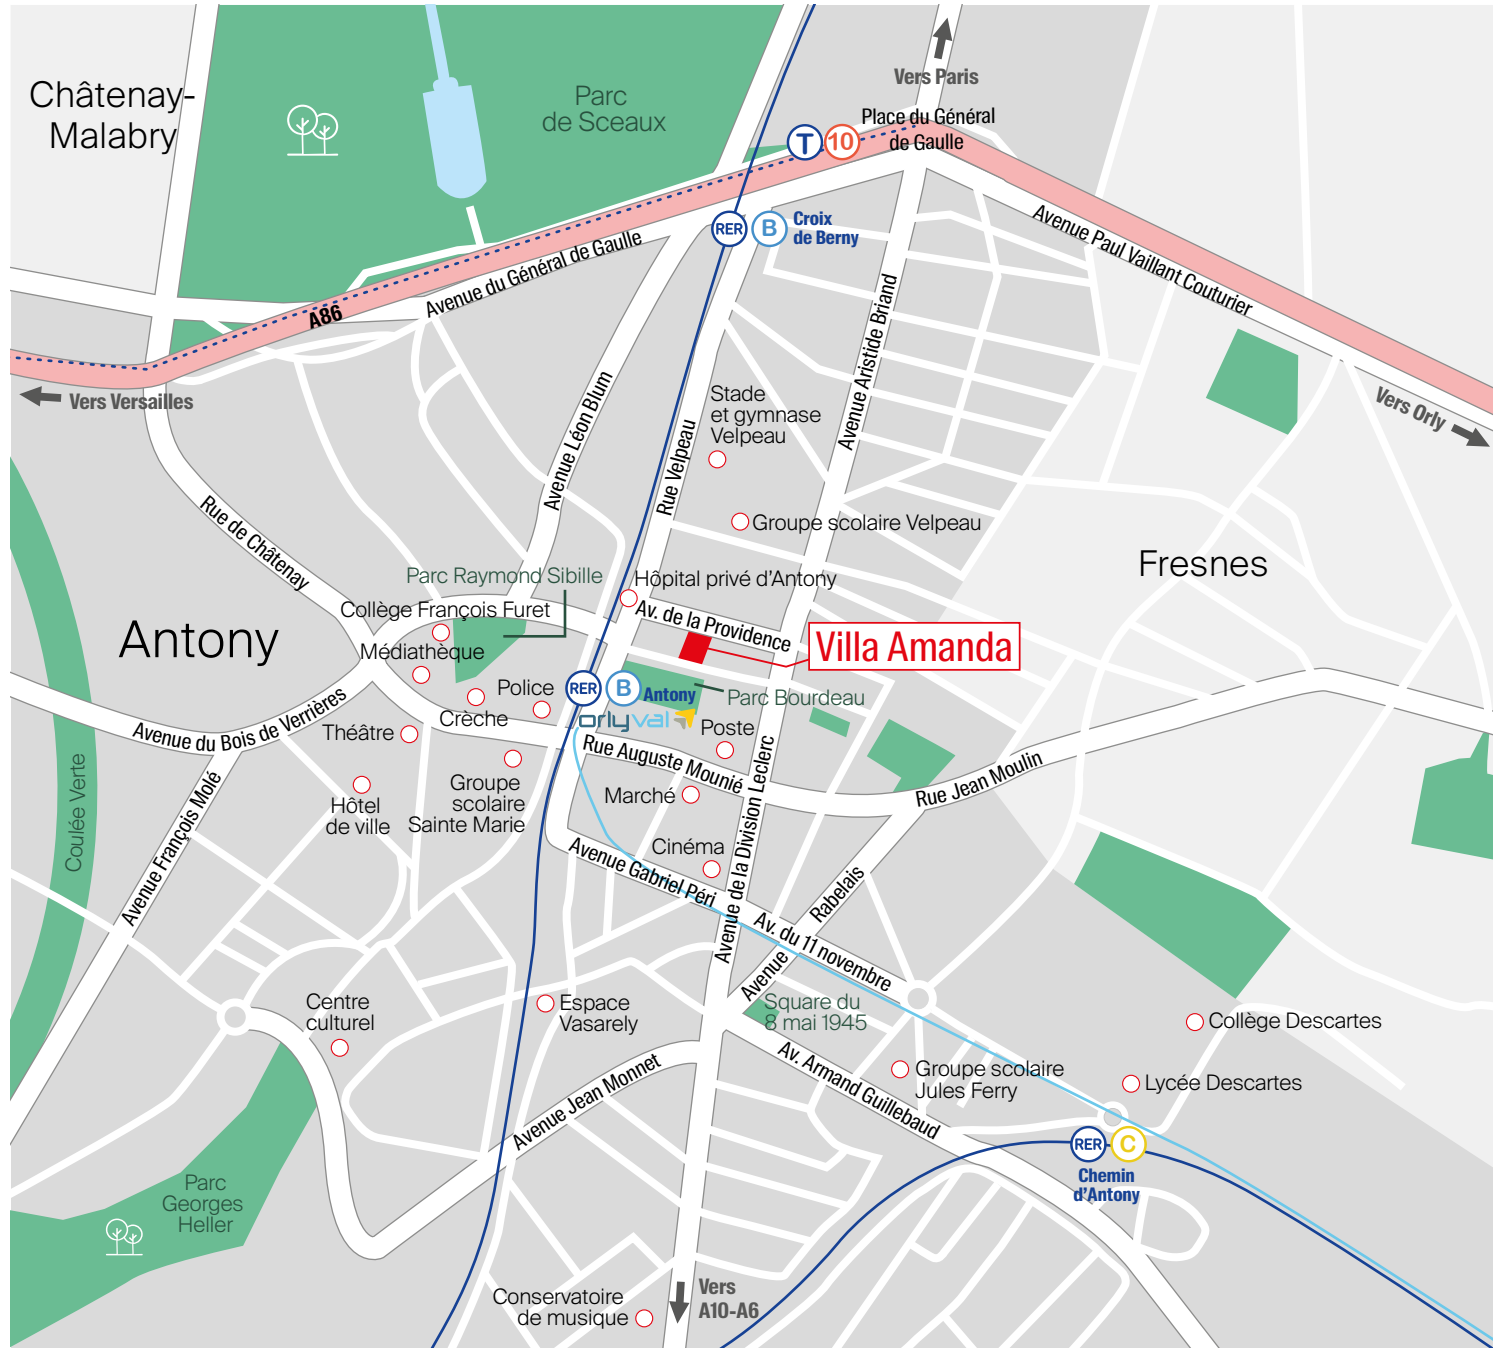 Vers Paris
Châtenay-
Malabry
Parc
de Sceaux
Place du Général
de Gaulle
T
10
RER
B
Croix
de Berny
Avenue Paul Vaillant Couturier
Avenue du Général de Gaulle
A86
Avenue Aristide Briand
Vers Versailles
Vers Orly
Avenue Léon Blum
Stade
et gymnase
Velpeau
Rue Velpeau
Rue de Châtenay
Groupe scolaire Velpeau
Fresnes
Parc Raymond Sibille
Hôpital privé d'Antony
Collège François Furet
Av. de la Providence
Antony
Villa Amanda
Médiathèque
Police
RER
B
Antony
Parc Bourdeau
Crèche
orlyval
Avenue du Bois de Verrières
Théâtre
Poste
Rue Auguste Mounié
Rue Jean Moulin
Coulée Verte
Avenue François Molé
Hôtel
de ville
Groupe
scolaire
Sainte Marie
Marché
Avenue de la Division Leclerc
Cinéma
Avenue Gabriel Péri
Avenue Rabelais
Av. du 11 novembre
Centre
culturel
Espace
Vasarely
Square du
8 mai 1945
Collège Descartes
Avenue Jean Monnet
Av. Armand Guillebaud
Groupe scolaire
Jules Ferry
Lycée Descartes
RER
C
Chemin
d'Antony
Parc
Georges
Heller
Conservatoire
de musique
Vers
A10-A6